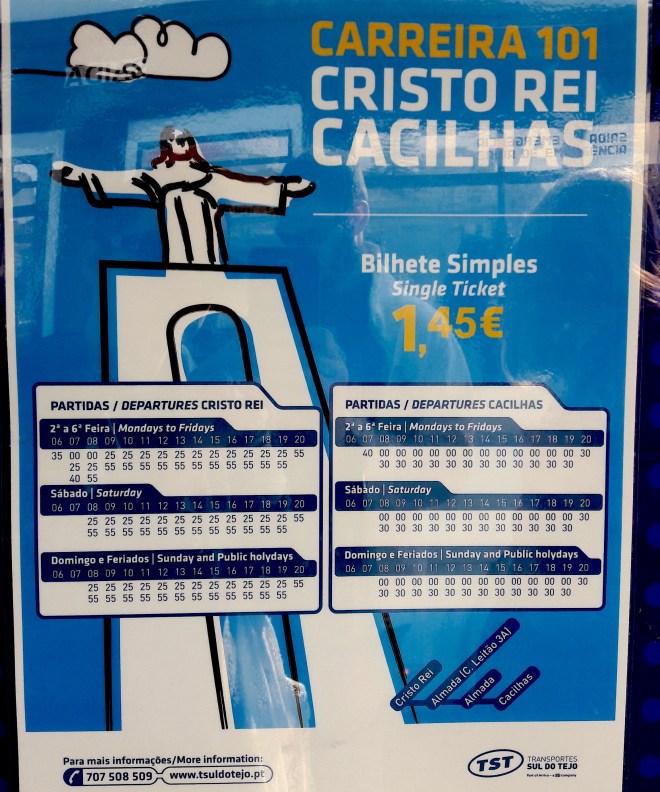 AGÊNCIA
CARREIRA 101
CRISTO REI
CACILHAS
Bilhete Simples
Single Ticket
1,45€
PARTIDAS / DEPARTURES CRISTO REI
2ª a 6ª Feira | Mondays to Fridays
06 07 08 09 10 11 12 13 14 15 16 17 18 19 20
35 00 00 25 25 25 25 25 25 25 25 25 25 25 55
25 25 55 55 55 55 55 55 55 55 55 55 55
40 55
Sábado | Saturday
06 07 08 09 10 11 12 13 14 15 16 17 18 19 20
25 25 25 25 25 25 25 25 25 25 25 25 55
55 55 55 55 55 55 55 55 55 55 55 55
Domingo e Feriados | Sunday and Public holydays
06 07 08 09 10 11 12 13 14 15 16 17 18 19 20
25 25 25 25 25 25 25 25 25 25 25 25 55
55 55 55 55 55 55 55 55 55 55 55 55
PARTIDAS / DEPARTURES CACILHAS
2ª a 6ª Feira | Mondays to Fridays
06 07 08 09 10 11 12 13 14 15 16 17 18 19 20
40 00 00 00 00 00 00 00 00 00 00 00 00 30
30 30 30 30 30 30 30 30 30 30 30 30
Sábado | Saturday
06 07 08 09 10 11 12 13 14 15 16 17 18 19 20
00 00 00 00 00 00 00 00 00 00 00 00 30
30 30 30 30 30 30 30 30 30 30 30 30
Domingo e Feriados | Sunday and Public holydays
06 07 08 09 10 11 12 13 14 15 16 17 18 19 20
00 00 00 00 00 00 00 00 00 00 00 00 30
30 30 30 30 30 30 30 30 30 30 30 30
Cristo Rei
Almada (C. Leitão 3A)
Almada
Cacilhas
Para mais informações/More information:
707 508 509 www.tsuldotejo.pt
TST TRANSPORTES
SUL DO TEJO